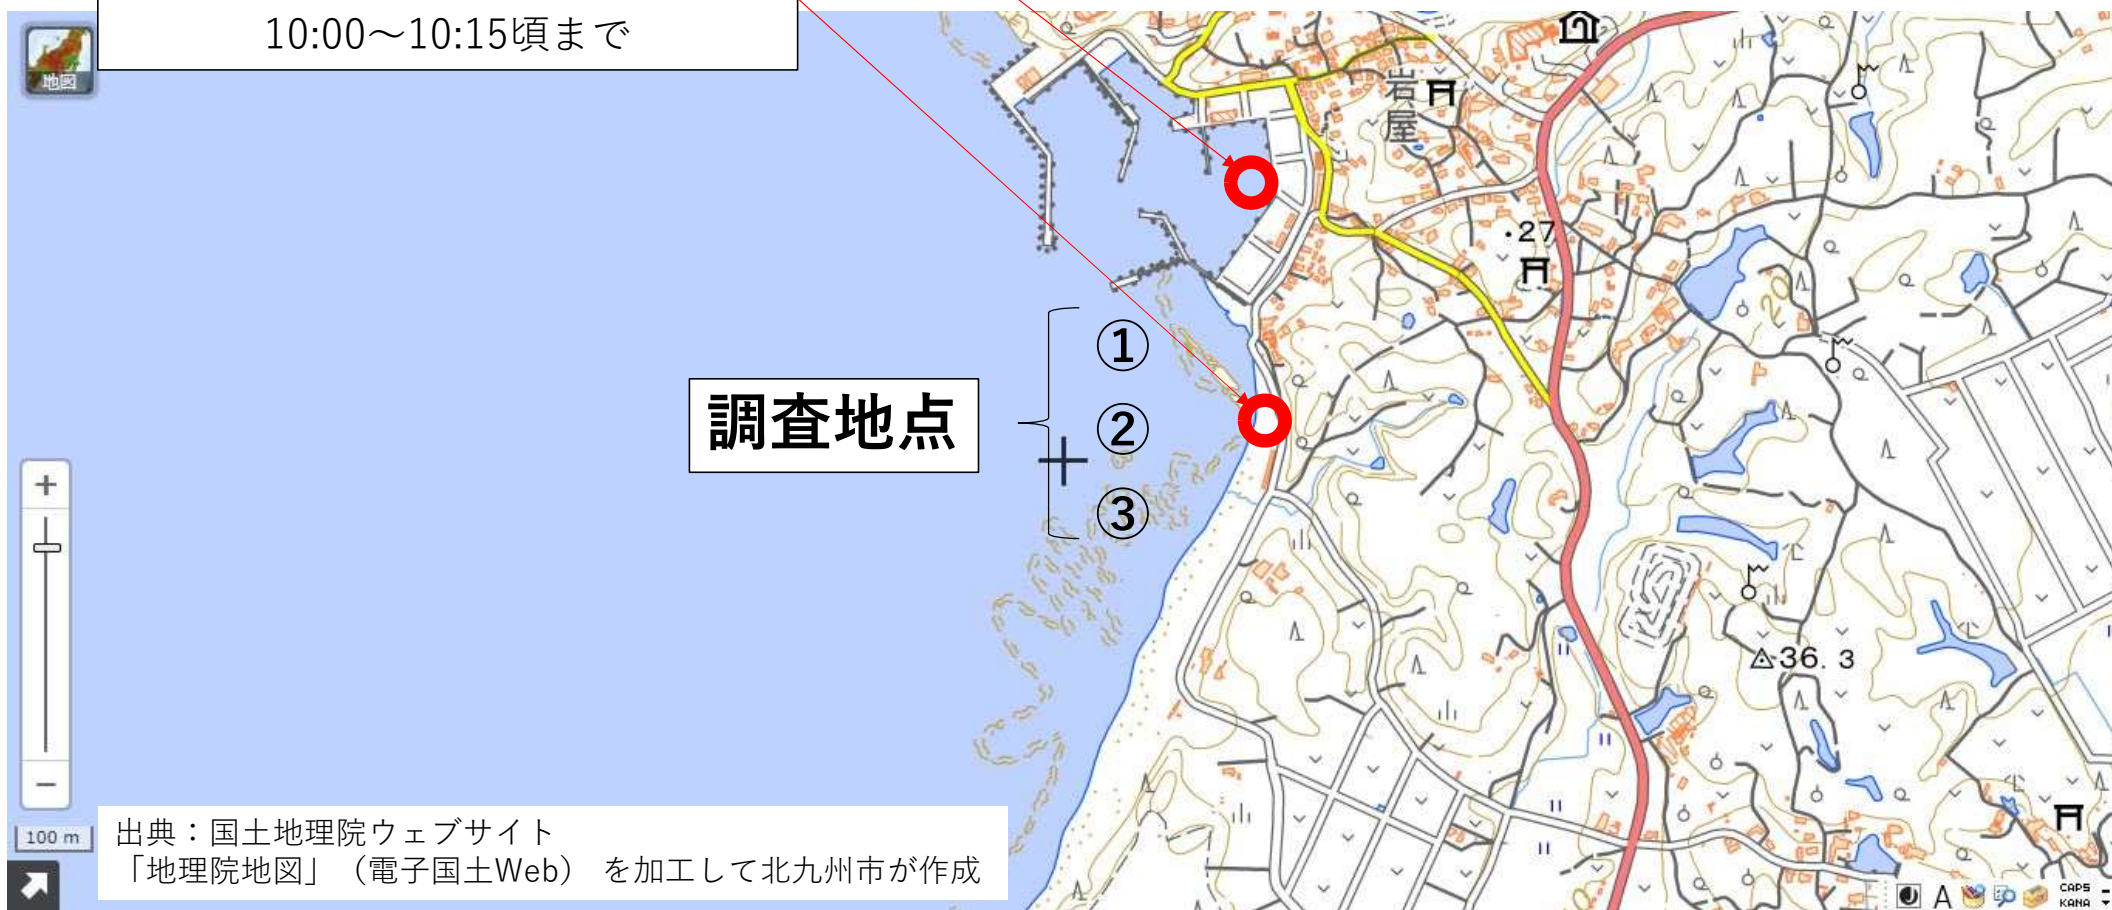 10:00～10:15頃まで
地図
岩屋
・27
①
調査地点
②
③
20
36.3
100 m
出典：国土地理院ウェブサイト
「地理院地図」（電子国土Web） を加工して北九州市が作成
A
CAPS
KANA